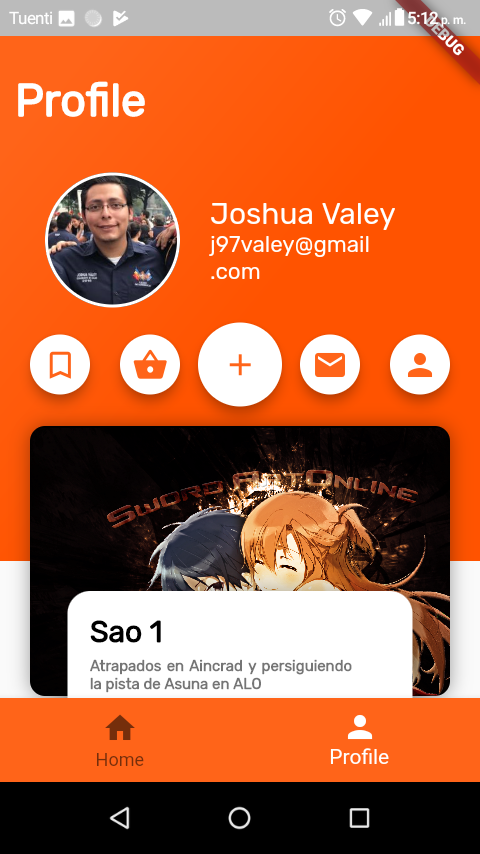 Tuenti
5:12 p. m.
DEBUG
Profile
Joshua Valey
j97valey@gmail
.com
SWORD ART ONLINE
Sao 1
Atrapados en Aincrad y persiguiendo
la pista de Asuna en ALO
Home
Profile